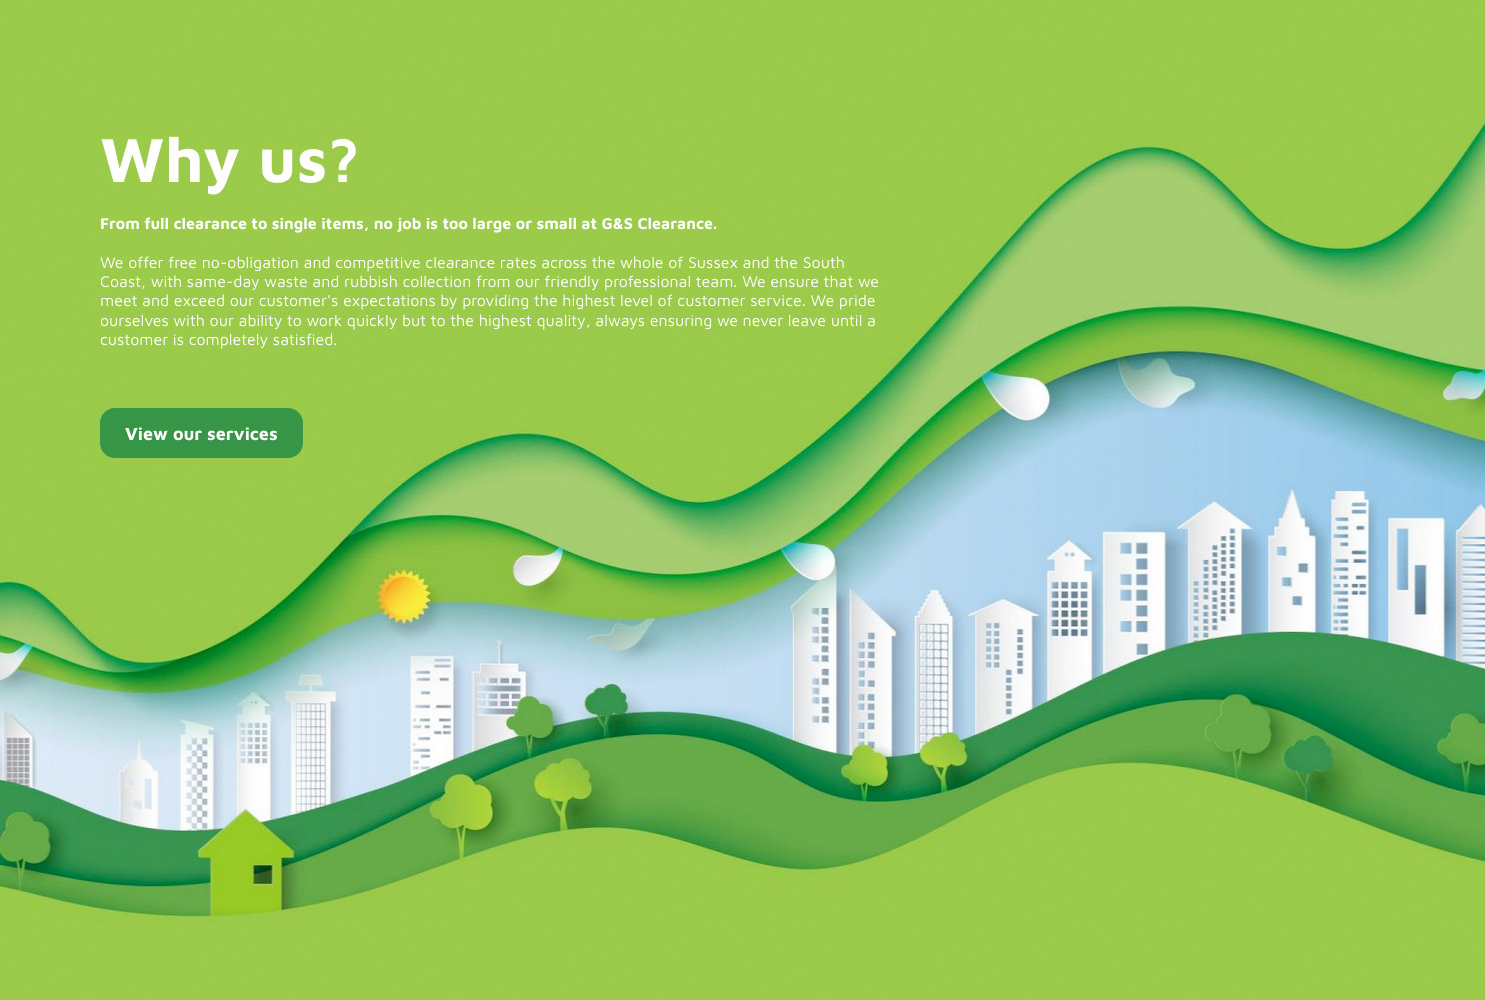 Why us?
From full clearance to single items, no job is too large or small at G&S Clearance.
We offer free no-obligation and competitive clearance rates across the whole of Sussex and the South
Coast, with same-day waste and rubbish collection from our friendly professional team. We ensure that we
meet and exceed our customer's expectations by providing the highest level of customer service. We pride
ourselves with our ability to work quickly but to the highest quality, always ensuring we never leave until a
customer is completely satisfied.
View our services